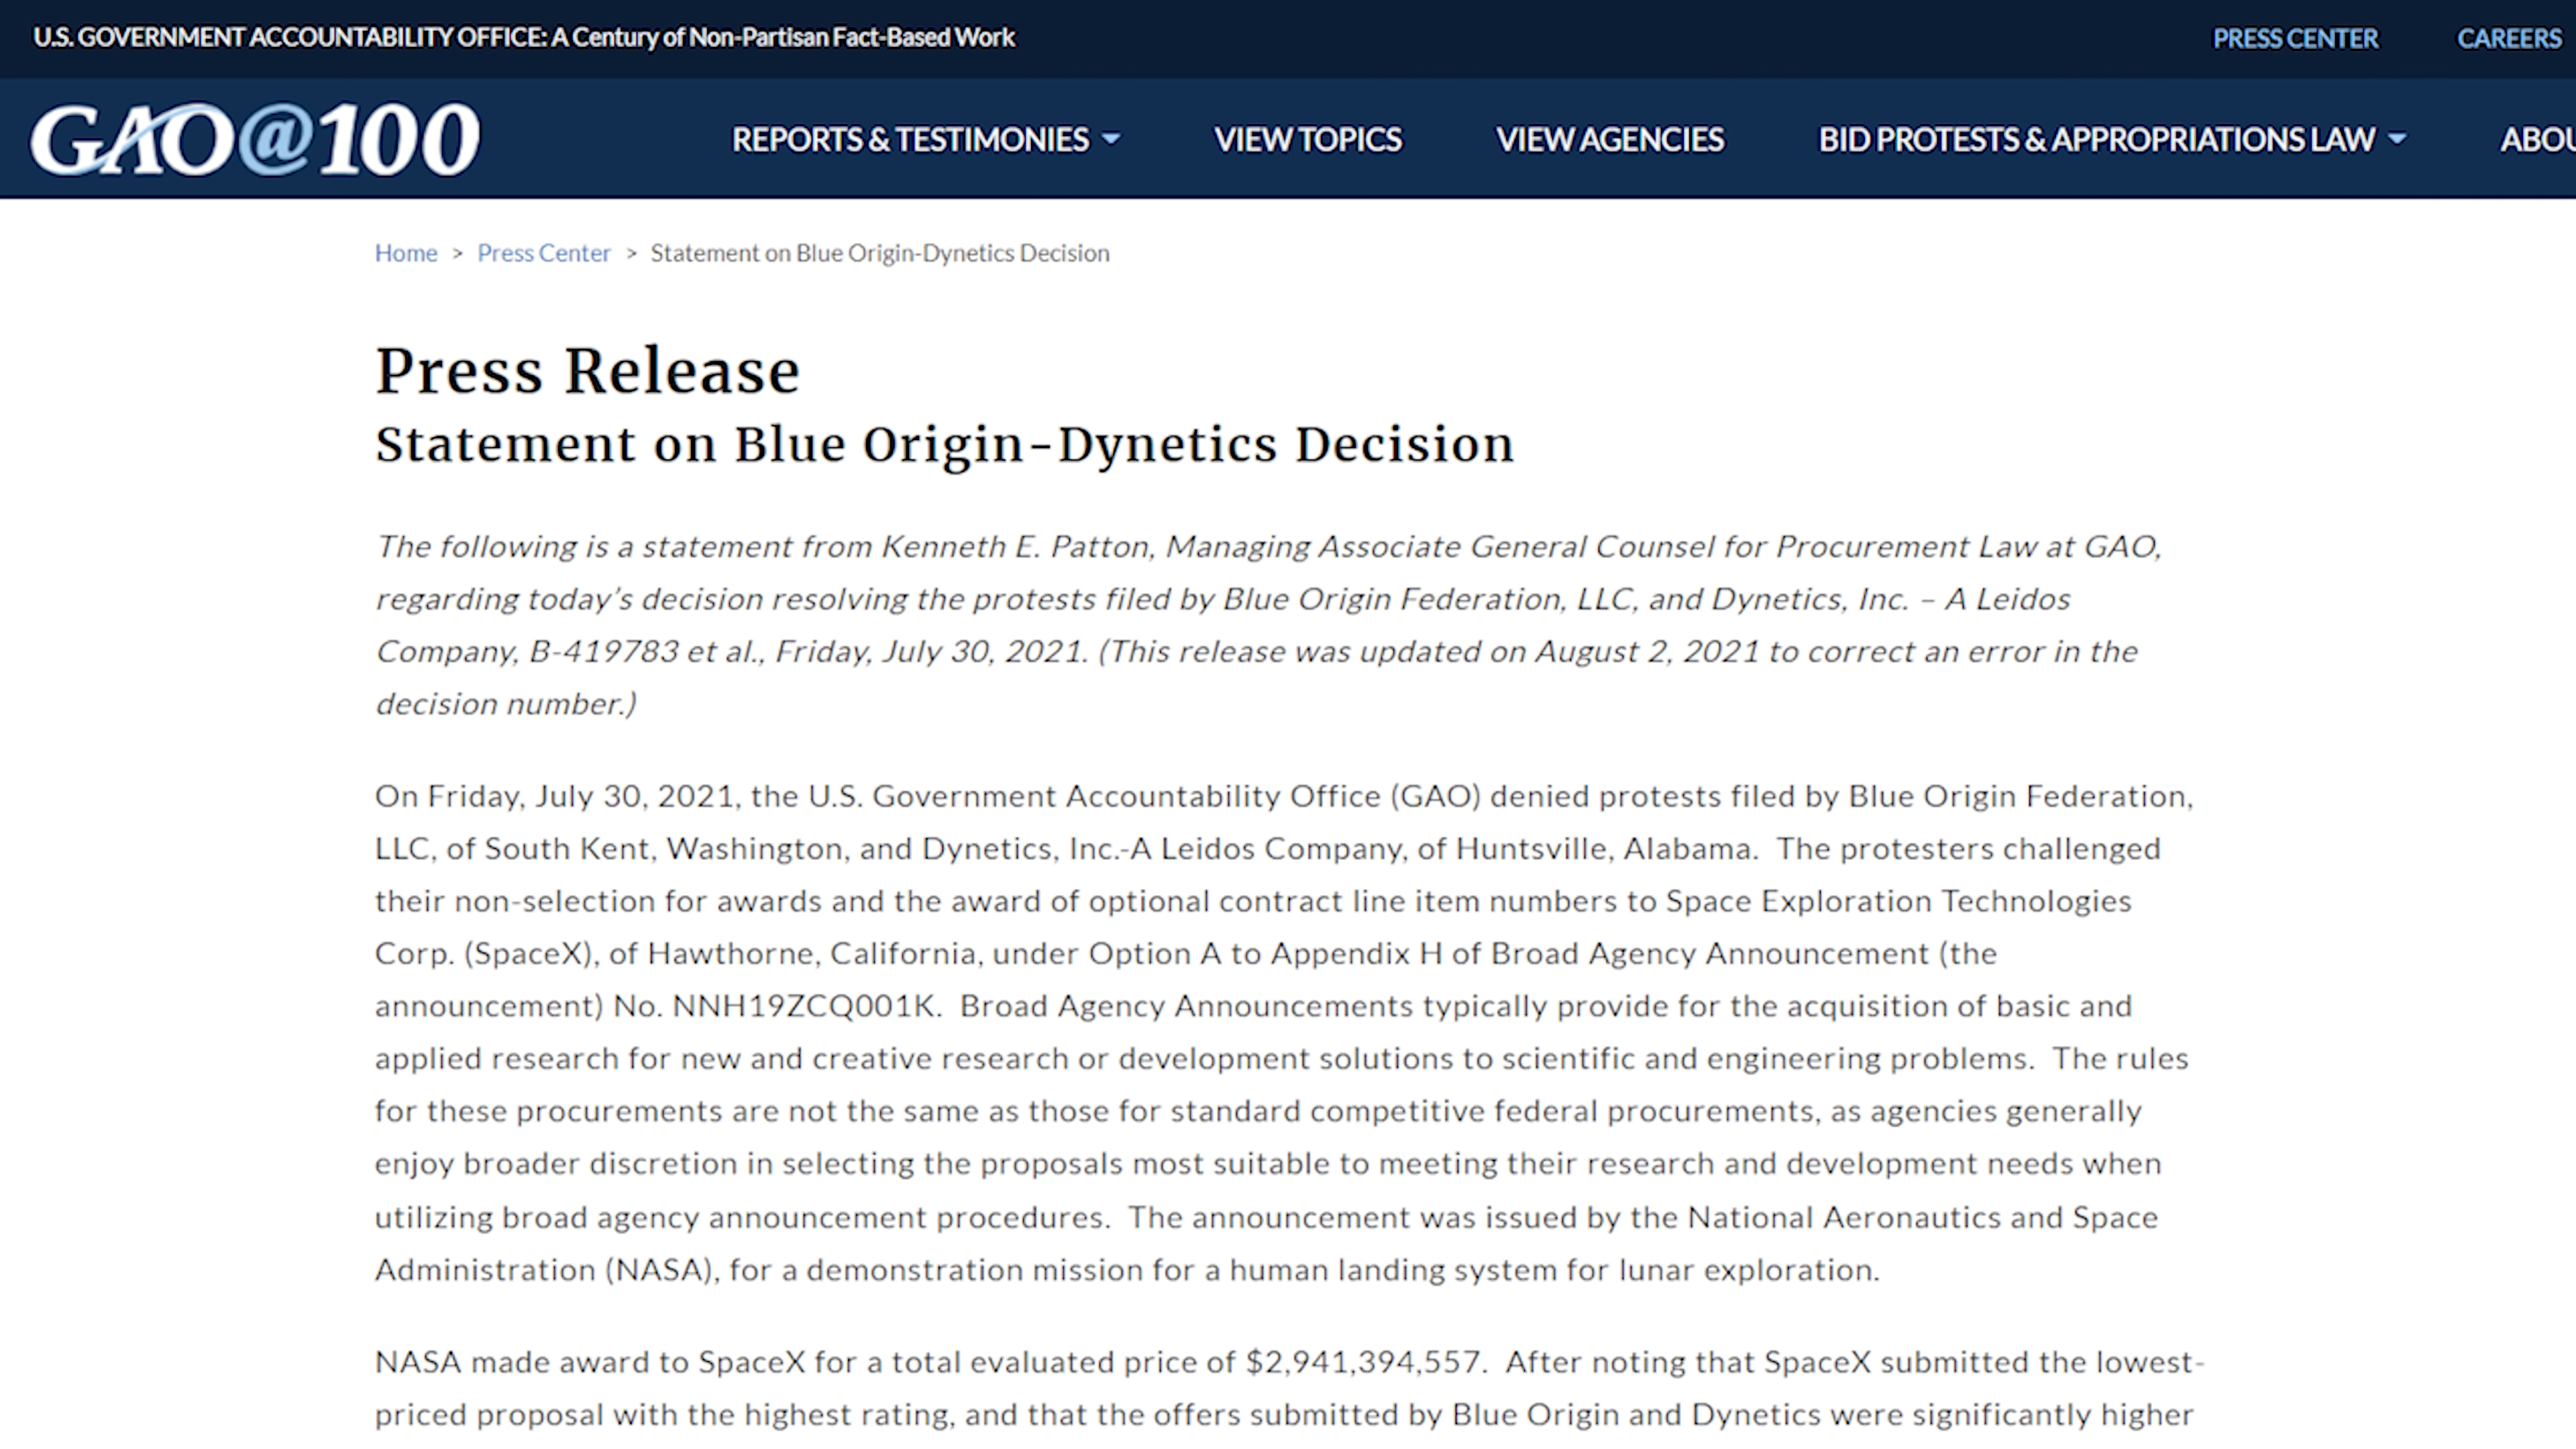 U.S. GOVERNMENT ACCOUNTABILITY OFFICE: A Century of Non-Partisan Fact-Based Work
PRESS CENTER
CAREERS
GAO@100
REPORTS & TESTIMONIES
VIEW TOPICS
VIEW AGENCIES
BID PROTESTS & APPROPRIATIONS LAW
ABOU
Home > Press Center > Statement on Blue Origin-Dynetics Decision
Press Release
Statement on Blue Origin-Dynetics Decision
The following is a statement from Kenneth E. Patton, Managing Associate General Counsel for Procurement Law at GAO,
regarding today's decision resolving the protests filed by Blue Origin Federation, LLC, and Dynetics, Inc. – A Leidos
Company, B-419783 et al., Friday, July 30, 2021. (This release was updated on August 2, 2021 to correct an error in the
decision number.)
On Friday, July 30, 2021, the U.S. Government Accountability Office (GAO) denied protests filed by Blue Origin Federation,
LLC, of South Kent, Washington, and Dynetics, Inc.-A Leidos Company, of Huntsville, Alabama.  The protesters challenged
their non-selection for awards and the award of optional contract line item numbers to Space Exploration Technologies
Corp. (SpaceX), of Hawthorne, California, under Option A to Appendix H of Broad Agency Announcement (the
announcement) No. NNH19ZCQ001K.  Broad Agency Announcements typically provide for the acquisition of basic and
applied research for new and creative research or development solutions to scientific and engineering problems.  The rules
for these procurements are not the same as those for standard competitive federal procurements, as agencies generally
enjoy broader discretion in selecting the proposals most suitable to meeting their research and development needs when
utilizing broad agency announcement procedures.  The announcement was issued by the National Aeronautics and Space
Administration (NASA), for a demonstration mission for a human landing system for lunar exploration.
NASA made award to SpaceX for a total evaluated price of $2,941,394,557.  After noting that SpaceX submitted the lowest-
priced proposal with the highest rating, and that the offers submitted by Blue Origin and Dynetics were significantly higher